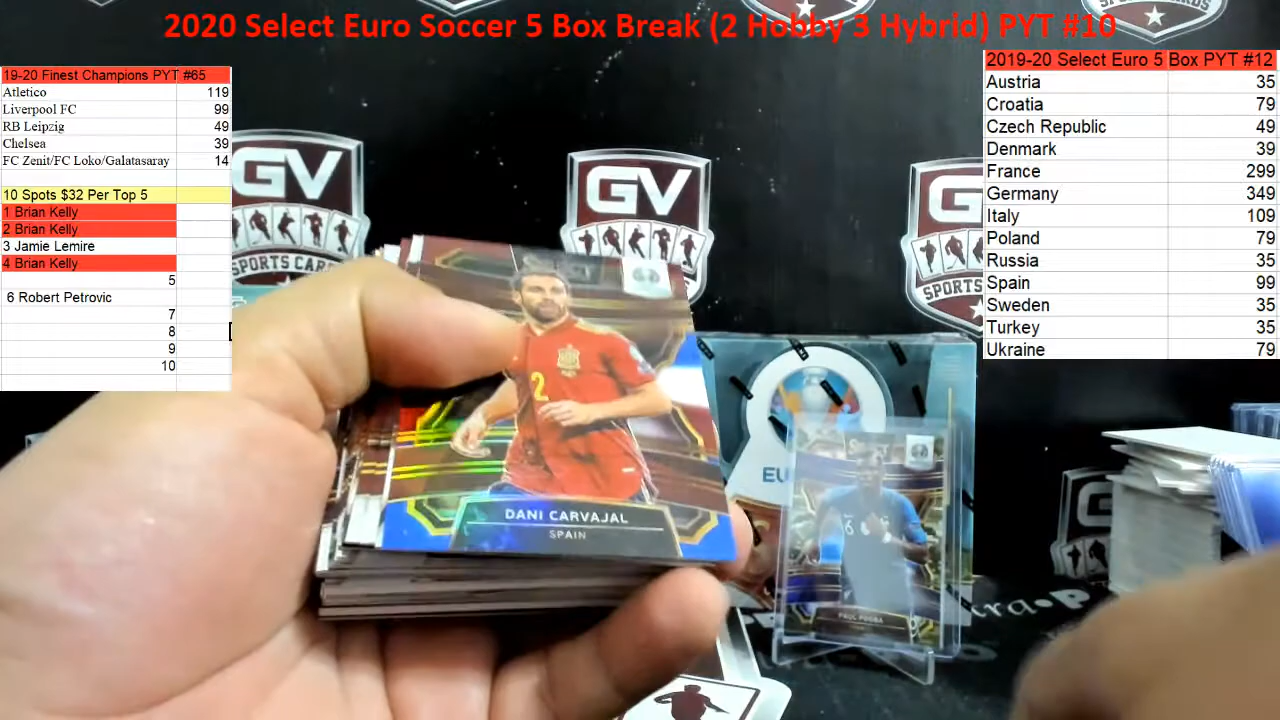 2020 Select Euro Soccer 5 Box Break (2 Hobby 3 Hybrid) PYT #10
19-20 Finest Champions PYT #65
Atletico 119
Liverpool FC 99
RB Leipzig 49
Chelsea 39
FC Zenit/FC Loko/Galatasaray 14
10 Spots $32 Per Top 5
1 Brian Kelly
2 Brian Kelly
3 Jamie Lemire
4 Brian Kelly
5
6 Robert Petrovic
7
8
9
10
2019-20 Select Euro 5 Box PYT #12
Austria 35
Croatia 79
Czech Republic 49
Denmark 39
France 299
Germany 349
Italy 109
Poland 79
Russia 35
Spain 99
Sweden 35
Turkey 35
Ukraine 79
GV
SPORTS CAR
GV
G
SPORTS
2
DANI CARVAJAL
SPAIN
EU
6
PAUL POGBA